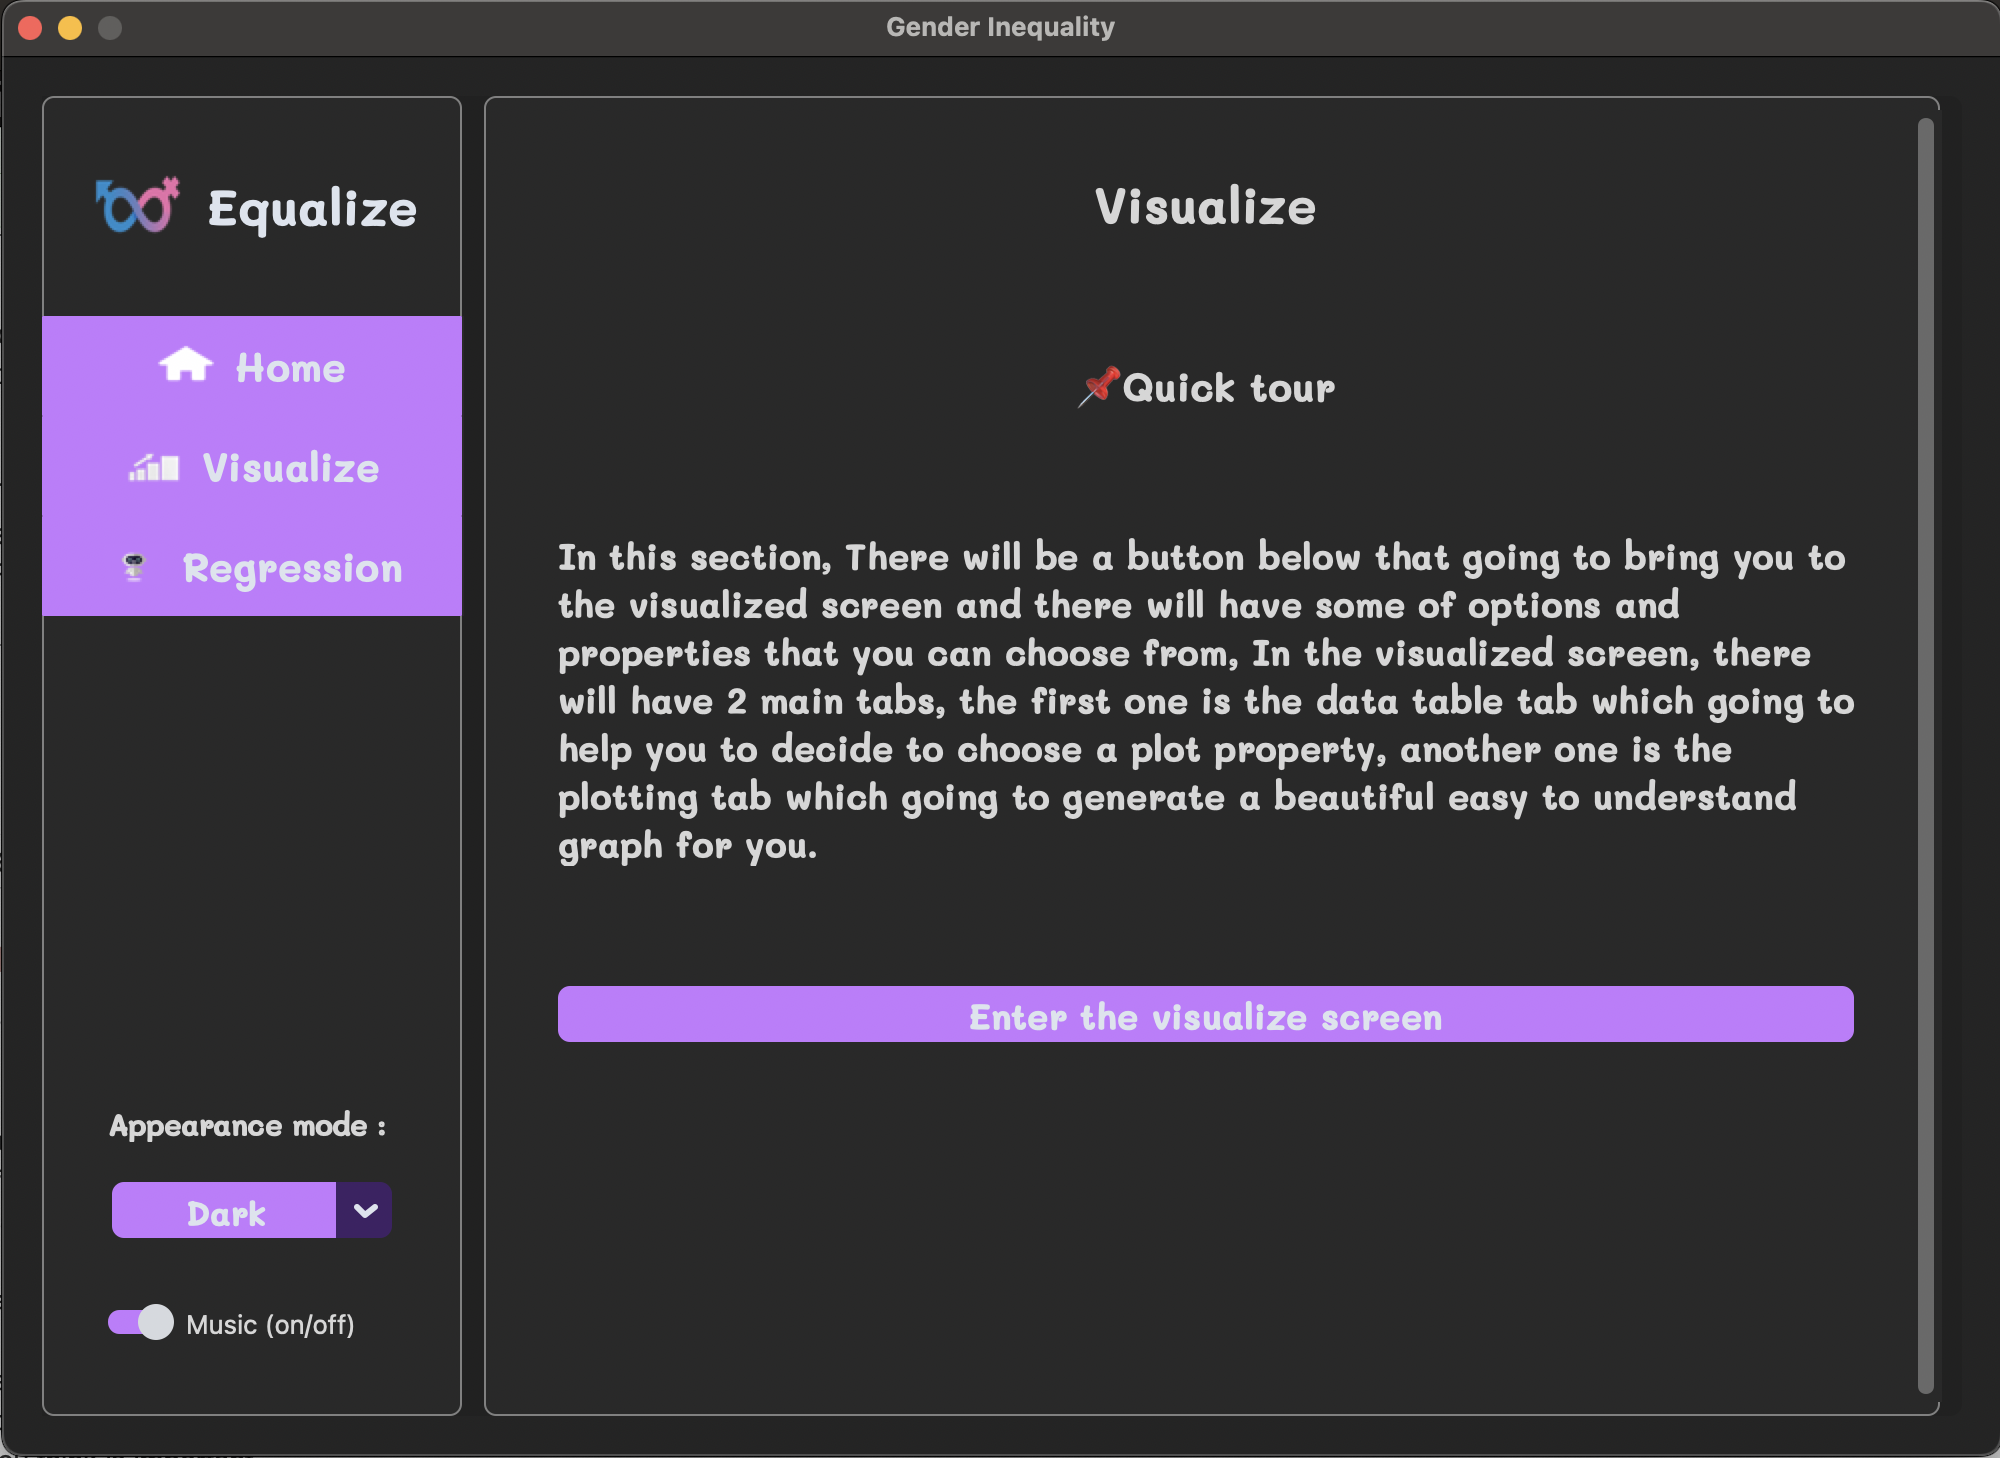 Gender Inequality
Equalize
Home
Visualize
Regression
Appearance mode :
Dark
Music (on/off)
Visualize
📌Quick tour
In this section, There will be a button below that going to bring you to
the visualized screen and there will have some of options and
properties that you can choose from, In the visualized screen, there
will have 2 main tabs, the first one is the data table tab which going to
help you to decide to choose a plot property, another one is the
plotting tab which going to generate a beautiful easy to understand
graph for you.
Enter the visualize screen